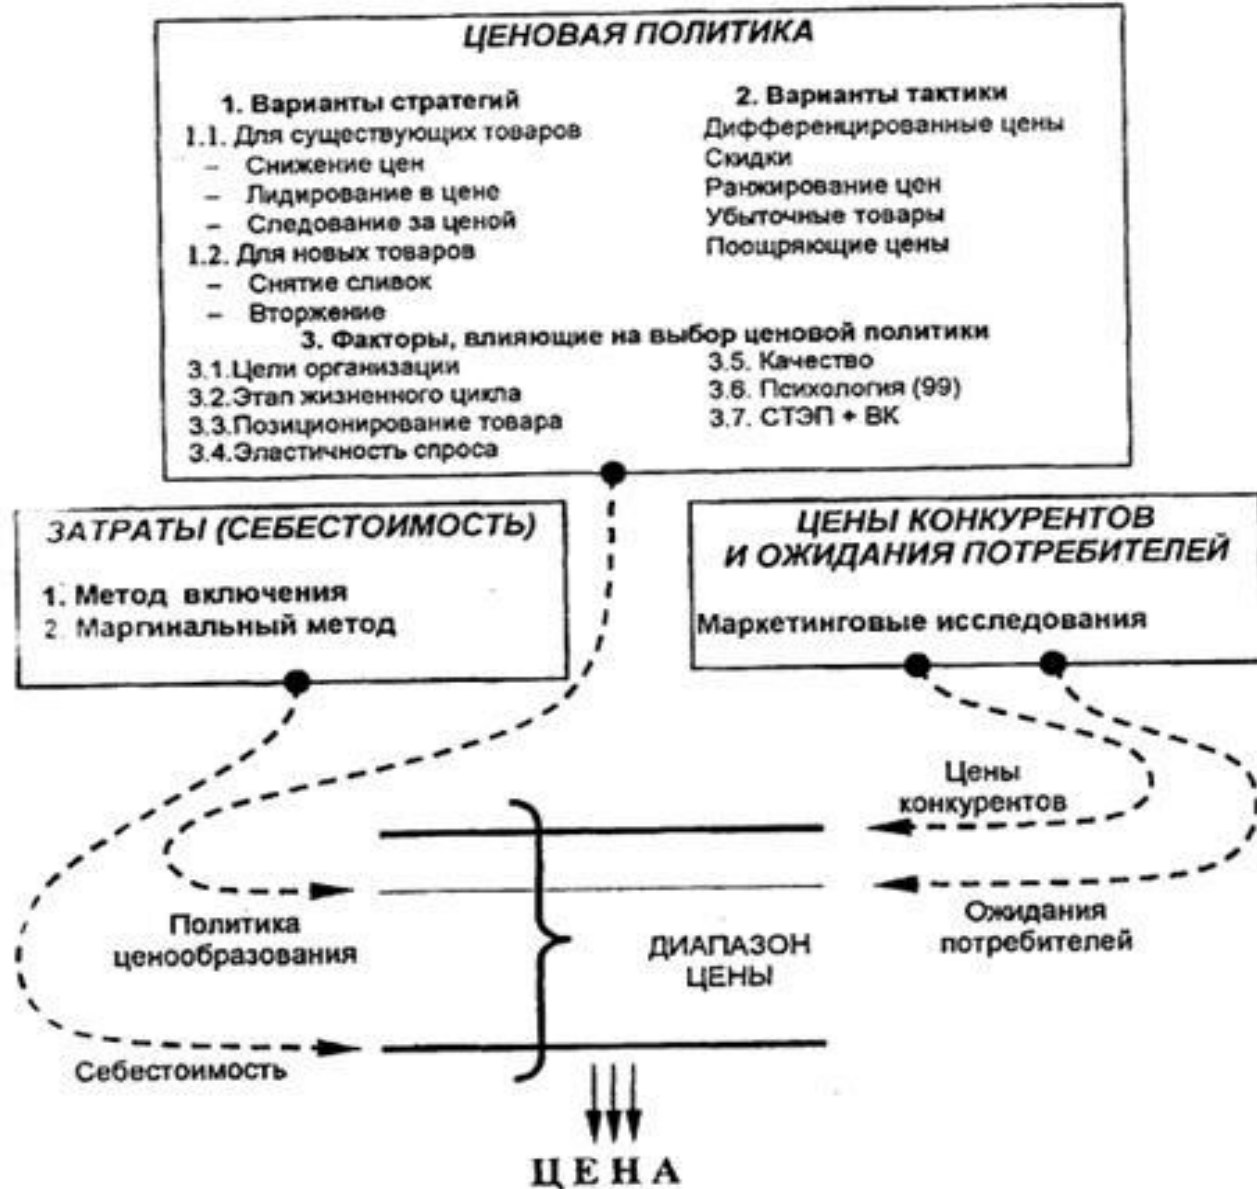 ЦЕНОВАЯ ПОЛИТИКА
1. Варианты стратегий
1.1. Для существующих товаров
– Снижение цен
– Лидирование в цене
– Следование за ценой
1.2. Для новых товаров
– Снятие сливок
– Вторжение
2. Варианты тактики
Дифференцированные цены
Скидки
Ранжирование цен
Убыточные товары
Поощряющие цены
3. Факторы, влияющие на выбор ценовой политики
3.1.Цели организации
3.2.Этап жизненного цикла
3.3.Позиционирование товара
3.4.Эластичность спроса
3.5. Качество
3.6. Психология (99)
3.7. СТЭП + ВК
ЗАТРАТЫ (СЕБЕСТОИМОСТЬ)
1. Метод включения
2. Маргинальный метод
ЦЕНЫ КОНКУРЕНТОВ
И ОЖИДАНИЯ ПОТРЕБИТЕЛЕЙ
Маркетинговые исследования
Цены
конкурентов
Политика
ценообразования
Ожидания
потребителей
ДИАПАЗОН
ЦЕНЫ
Себестоимость
ЦЕНА